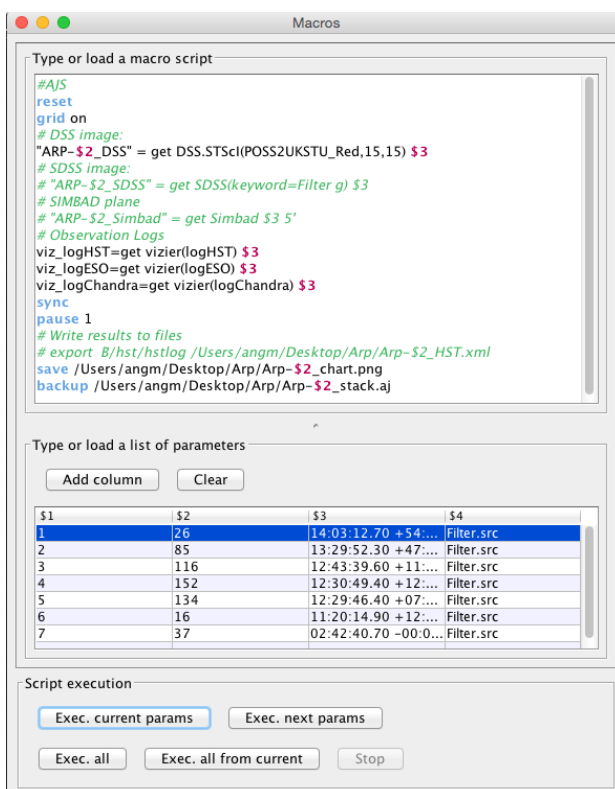 Macros
Type or load a macro script
#AJS
reset
grid on
# DSS image:
"ARP-$2_DSS" = get DSS.STScI(POSS2UKSTU_Red,15,15) $3
# SDSS image:
# "ARP-$2_SDSS" = get SDSS(keyword=Filter g) $3
# SIMBAD plane
# "ARP-$2_Simbad" = get Simbad $3 5'
# Observation Logs
viz_logHST=get vizier(logHST) $3
viz_logESO=get vizier(logESO) $3
viz_logChandra=get vizier(logChandra) $3
sync
pause 1
# Write results to files
# export B/hst/hstlog /Users/angm/Desktop/Arp/Arp-$2_HST.xml
save /Users/angm/Desktop/Arp/Arp-$2_chart.png
backup /Users/angm/Desktop/Arp/Arp-$2_stack.aj
Type or load a list of parameters
Add column Clear
$1 $2 $3 $4
1 26 14:03:12.70 +54:... Filter.src
2 85 13:29:52.30 +47:... Filter.src
3 116 12:43:39.60 +11:... Filter.src
4 152 12:30:49.40 +12:... Filter.src
5 134 12:29:46.40 +07:... Filter.src
6 16 11:20:14.90 +12:... Filter.src
7 37 02:42:40.70 -00:0... Filter.src
Script execution
Exec. current params Exec. next params
Exec. all Exec. all from current Stop